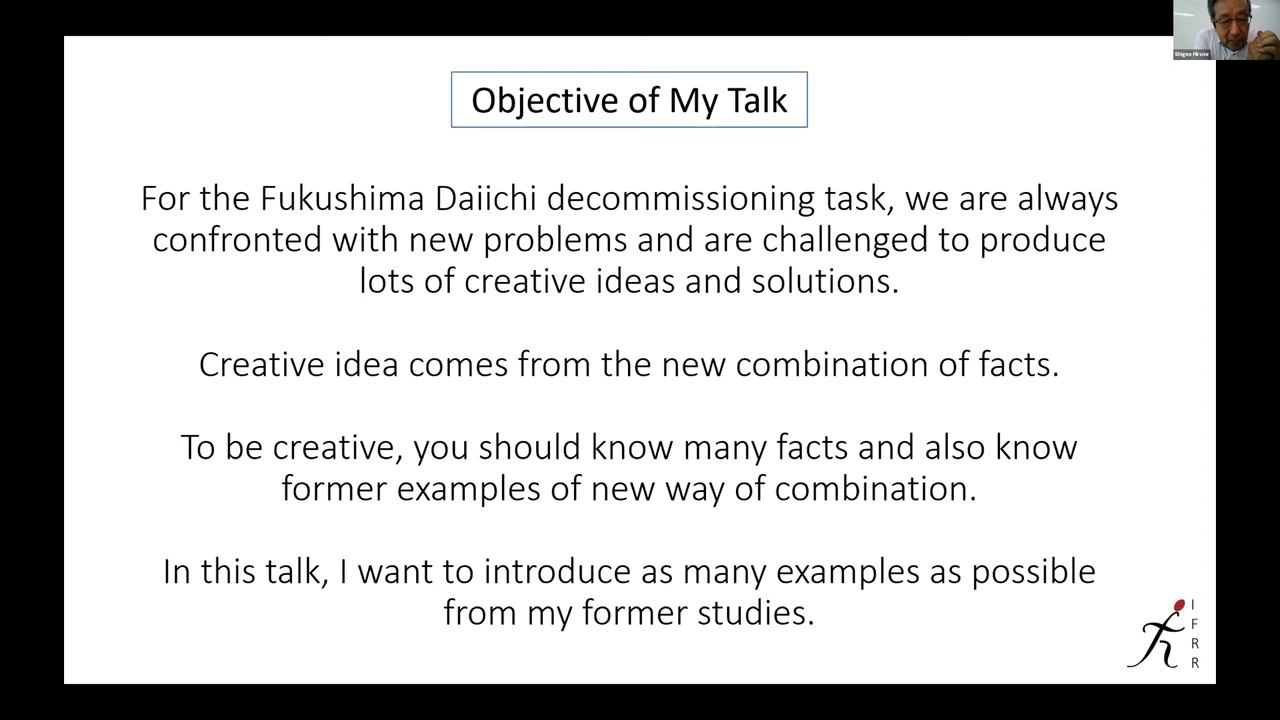 Shigeo Hirose
Objective of My Talk
For the Fukushima Daiichi decommissioning task, we are always
confronted with new problems and are challenged to produce
lots of creative ideas and solutions.
Creative idea comes from the new combination of facts.
To be creative, you should know many facts and also know
former examples of new way of combination.
In this talk, I want to introduce as many examples as possible
from my former studies.
I
F
R
R